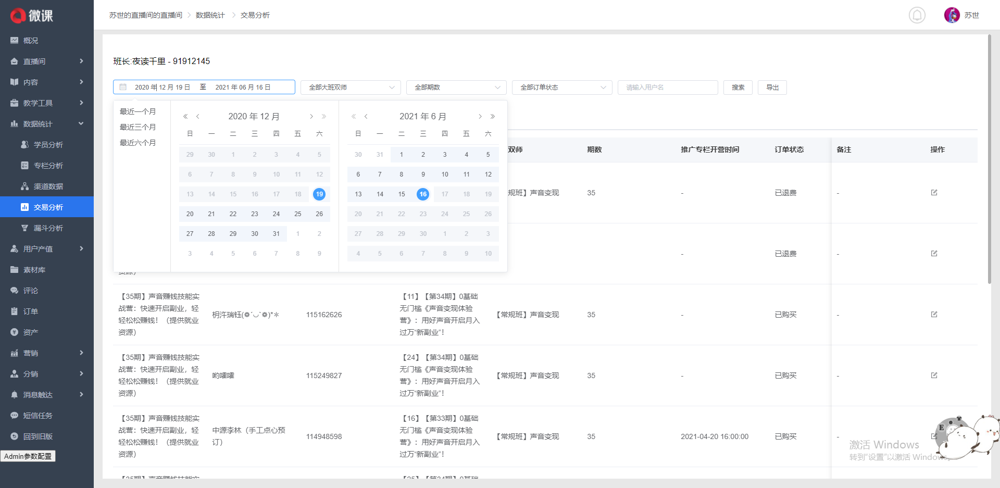 微课
苏世的直播间的直播间
数据统计
交易分析
苏世
概况
直播间
内容
教学工具
数据统计
学员分析
专栏分析
渠道数据
交易分析
漏斗分析
用户产值
素材库
评论
订单
资产
营销
分销
消息触达
短信任务
回到旧版
Admin参数配置
班长:夜读千里 - 91912145
2020 年 12 月 19 日 至 2021 年 06 月 16 日
全部大班双师
全部期数
全部订单状态
请输入用户名
搜索
导出
最近一个月
最近三个月
最近六个月
2020 年 12 月
日 一 二 三 四 五 六
29 30 1 2 3 4 5
6 7 8 9 10 11 12
13 14 15 16 17 18 19
20 21 22 23 24 25 26
27 28 29 30 31 1 2
3 4 5 6 7 8 9
2021 年 6 月
日 一 二 三 四 五 六
30 31 1 2 3 4 5
6 7 8 9 10 11 12
13 14 15 16 17 18 19
20 21 22 23 24 25 26
27 28 29 30 1 2 3
4 5 6 7 8 9 10
双师 期数 推广专栏开营时间 订单状态 备注 操作
规班】声音变现 35 - 已退费 -
- 已退费 -
资源）
【35期】声音赚钱技能实
战营：快速开启副业，轻
轻松松赚钱！（提供就业
资源）
枂汻瑞钰(❁´◡`❁)*✲
115162626
【11】【第34期】0基础
无门槛《声音变现体验
营》：用好声音开启月入
过万“新副业”！
【常规班】声音变现 35 - 已购买 -
【35期】声音赚钱技能实
战营：快速开启副业，轻
轻松松赚钱！（提供就业
资源）
115249827
【24】【第34期】0基础
无门槛《声音变现体验
营》：用好声音开启月入
过万“新副业”！
【常规班】声音变现 35 - 已购买 -
【35期】声音赚钱技能实
战营：快速开启副业，轻
轻松松赚钱！（提供就业
资源）
中源李林（手工点心预
订）
114948598
【16】【第33期】0基础
无门槛《声音变现体验
营》：用好声音开启月入
过万“新副业”！
【常规班】声音变现 35 2021-04-20 16:00:00 已购买 -
激活 Windows
转到“设置”以激活 Windows。
【35期】声音赚钱技能实
【25】【第34期】0基础